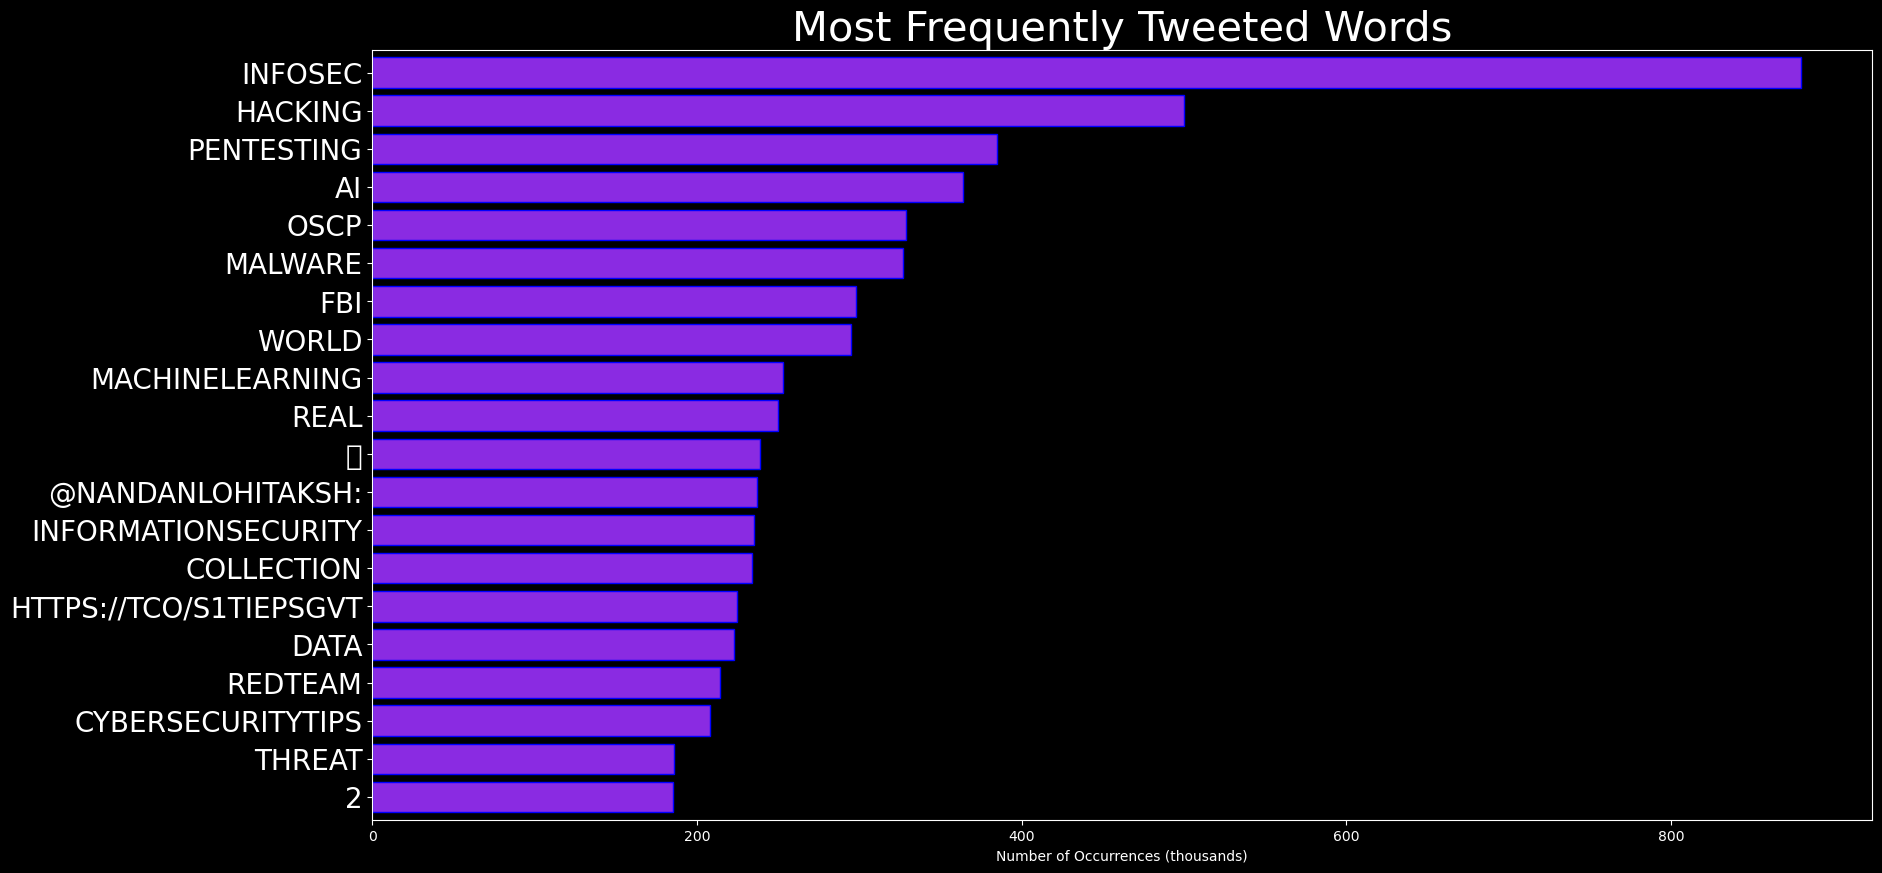 Most Frequently Tweeted Words
INFOSEC
HACKING
PENTESTING
AI
OSCP
MALWARE
FBI
WORLD
MACHINELEARNING
REAL
@NANDANLOHITAKSH:
INFORMATIONSECURITY
COLLECTION
HTTPS://TCO/S1TIEPSGVT
DATA
REDTEAM
CYBERSECURITYTIPS
THREAT
2
0 200 400 600 800
Number of Occurrences (thousands)